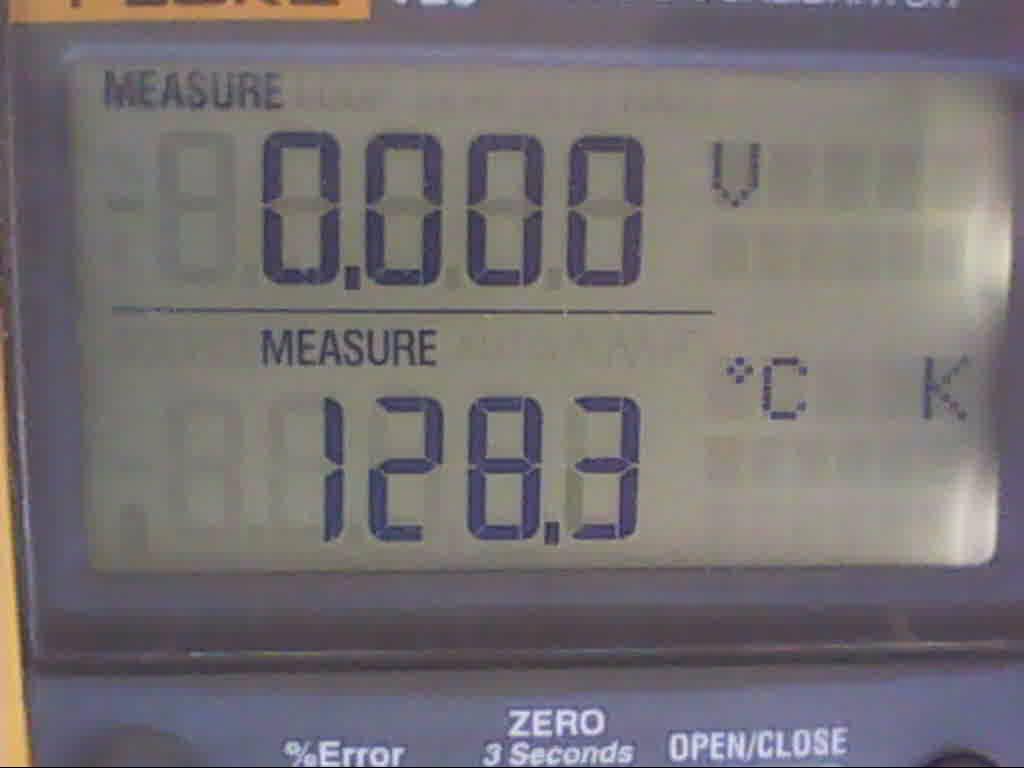 MEASURE
0.000 V
MEASURE
128.3 °C K
ZERO
%Error 3 Seconds OPEN/CLOSE